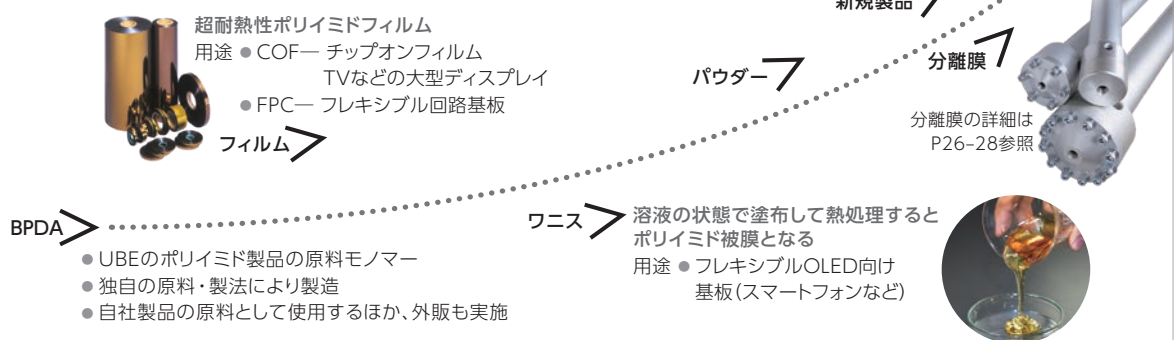 新規製品
超耐熱性ポリイミドフィルム
用途 ● COF― チップオンフィルム
TVなどの大型ディスプレイ
● FPC― フレキシブル回路基板
フィルム
パウダー
分離膜
分離膜の詳細は
P26–28参照
BPDA
● UBEのポリイミド製品の原料モノマー
● 独自の原料・製法により製造
● 自社製品の原料として使用するほか、外販も実施
ワニス
溶液の状態で塗布して熱処理すると
ポリイミド被膜となる
用途 ● フレキシブルOLED向け
基板(スマートフォンなど)